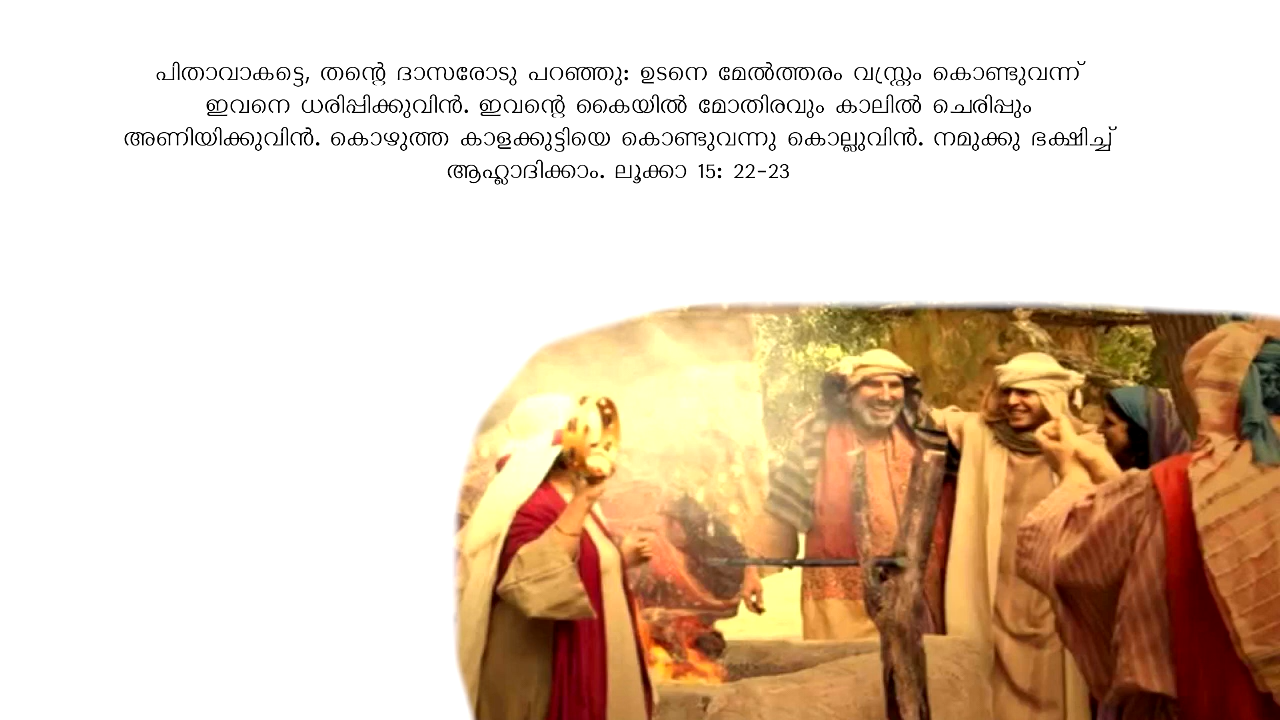 പിതാവാകട്ടെ, തന്റെ ദാസരോടു പറഞ്ഞു: ഉടനെ മേൽത്തരം വസ്ത്രം കൊണ്ടുവന്ന്
ഇവനെ ധരിപ്പിക്കുവിൻ. ഇവന്റെ കൈയിൽ മോതിരവും കാലിൽ ചെരിപ്പും
അണിയിക്കുവിൻ. കൊഴുത്ത കാളക്കുട്ടിയെ കൊണ്ടുവന്നു കൊല്ലുവിൻ. നമുക്കു ഭക്ഷിച്ച്
ആഹ്ലാദിക്കാം. ലൂക്കാ 15: 22-23